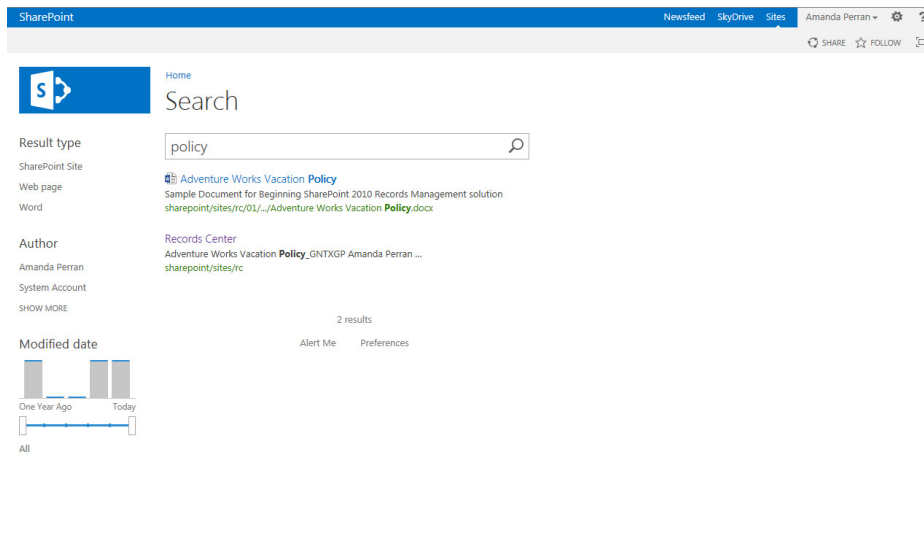 SharePoint
Newsfeed SkyDrive Sites Amanda Perran ?
SHARE FOLLOW
S
Home
Search
Result type
SharePoint Site
Web page
Word
Author
Amanda Perran
System Account
SHOW MORE
Modified date
One Year Ago Today
All
policy
Adventure Works Vacation Policy
Sample Document for Beginning SharePoint 2010 Records Management solution
sharepoint/sites/rc/01/.../Adventure Works Vacation Policy.docx
Records Center
Adventure Works Vacation Policy_GNTXGP Amanda Perran ...
sharepoint/sites/rc
2 results
Alert Me Preferences